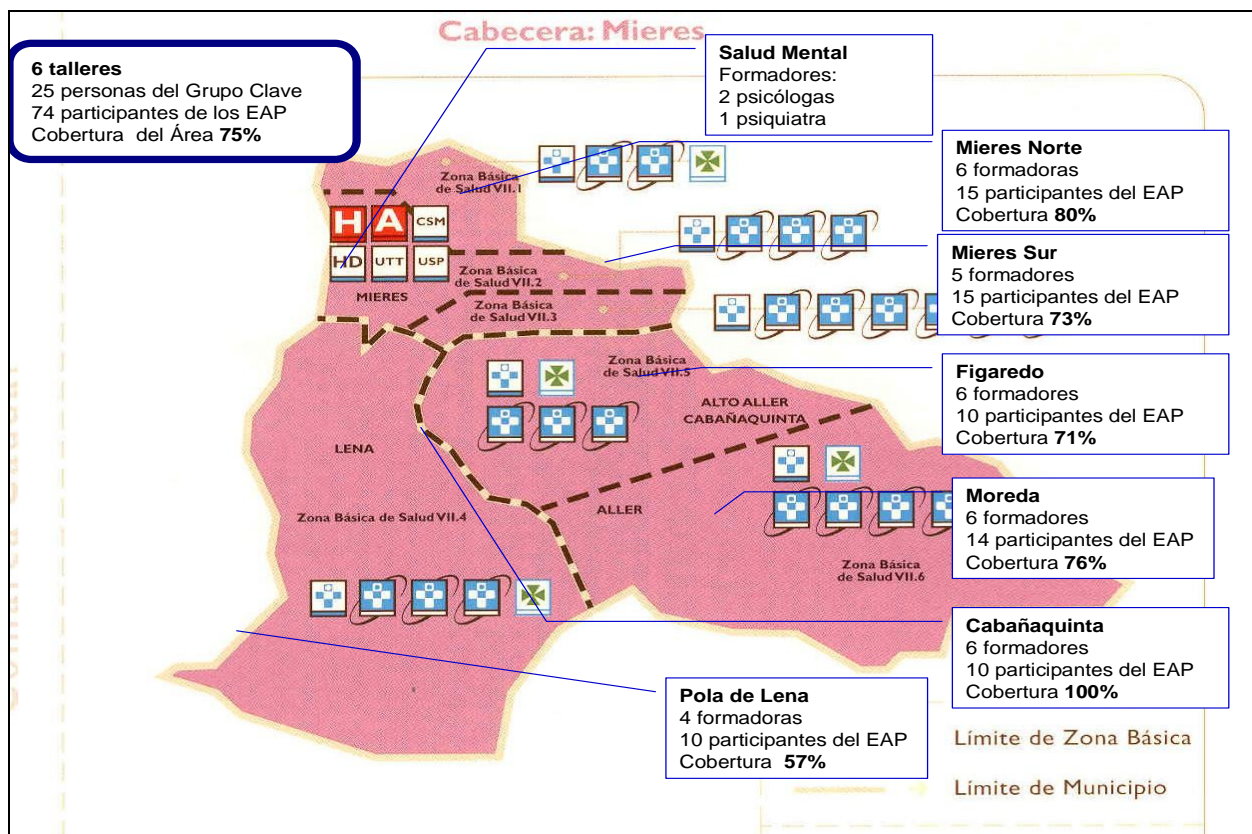 Cabecera: Mieres
6 talleres
25 personas del Grupo Clave
74 participantes de los EAP
Cobertura del Área 75%
Salud Mental
Formadores:
2 psicólogas
1 psiquiatra
Mieres Norte
6 formadoras
15 participantes del EAP
Cobertura 80%
Mieres Sur
5 formadores
15 participantes del EAP
Cobertura 73%
Figaredo
6 formadores
10 participantes del EAP
Cobertura 71%
Moreda
6 formadores
14 participantes del EAP
Cobertura 76%
Cabañaquinta
6 formadores
10 participantes del EAP
Cobertura 100%
Pola de Lena
4 formadoras
10 participantes del EAP
Cobertura 57%
Zona Básica
de Salud VII.1
H A CSM
HD UTT USP
MIERES
Zona Básica
de Salud VII.2
Zona Básica
de Salud VII.3
Zona Básica
de Salud VII.5
ALTO ALLER
CABAÑAQUINTA
LENA
Zona Básica de Salud VII.4
ALLER
Zona Básica
de Salud VII.6
Límite de Zona Básica
Límite de Municipio